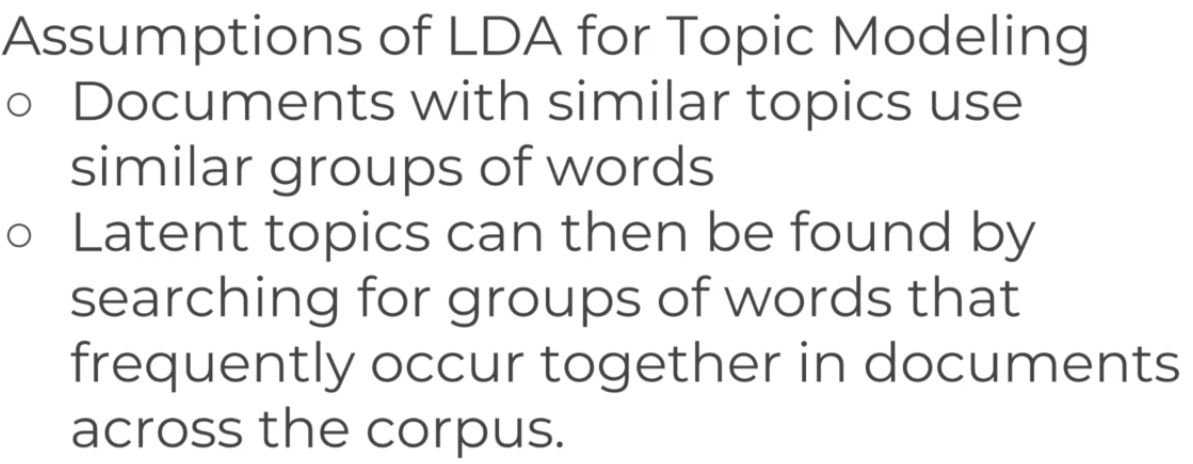 Assumptions of LDA for Topic Modeling
○ Documents with similar topics use
similar groups of words
○ Latent topics can then be found by
searching for groups of words that
frequently occur together in documents
across the corpus.